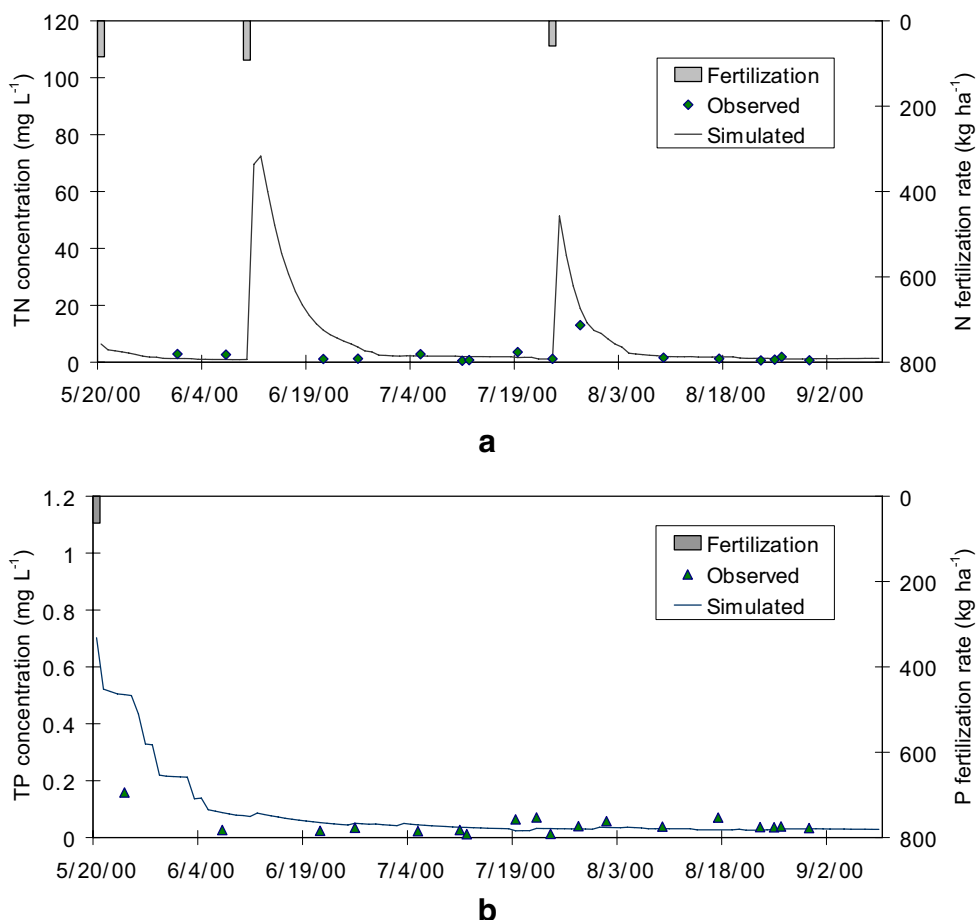 120
100
80
60
40
20
0
TN concentration (mg L-1)
0
200
400
600
800
N fertilization rate (kg ha-1)
Fertilization
Observed
Simulated
5/20/00 6/4/00 6/19/00 7/4/00 7/19/00 8/3/00 8/18/00 9/2/00
a
1.2
1
0.8
0.6
0.4
0.2
0
TP concentration (mg L-1)
0
200
400
600
800
P fertilization rate (kg ha-1)
Fertilization
Observed
Simulated
5/20/00 6/4/00 6/19/00 7/4/00 7/19/00 8/3/00 8/18/00 9/2/00
b